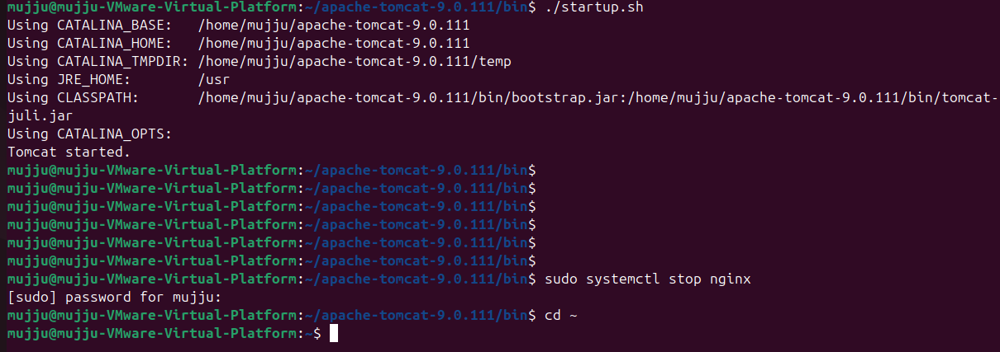 mujju@mujju-VMware-Virtual-Platform:~/apache-tomcat-9.0.111/bin$ ./startup.sh
Using CATALINA_BASE:   /home/mujju/apache-tomcat-9.0.111
Using CATALINA_HOME:   /home/mujju/apache-tomcat-9.0.111
Using CATALINA_TMPDIR: /home/mujju/apache-tomcat-9.0.111/temp
Using JRE_HOME:        /usr
Using CLASSPATH:       /home/mujju/apache-tomcat-9.0.111/bin/bootstrap.jar:/home/mujju/apache-tomcat-9.0.111/bin/tomcat-
juli.jar
Using CATALINA_OPTS:
Tomcat started.
mujju@mujju-VMware-Virtual-Platform:~/apache-tomcat-9.0.111/bin$
mujju@mujju-VMware-Virtual-Platform:~/apache-tomcat-9.0.111/bin$
mujju@mujju-VMware-Virtual-Platform:~/apache-tomcat-9.0.111/bin$
mujju@mujju-VMware-Virtual-Platform:~/apache-tomcat-9.0.111/bin$
mujju@mujju-VMware-Virtual-Platform:~/apache-tomcat-9.0.111/bin$
mujju@mujju-VMware-Virtual-Platform:~/apache-tomcat-9.0.111/bin$
mujju@mujju-VMware-Virtual-Platform:~/apache-tomcat-9.0.111/bin$ sudo systemctl stop nginx
[sudo] password for mujju:
mujju@mujju-VMware-Virtual-Platform:~/apache-tomcat-9.0.111/bin$ cd ~
mujju@mujju-VMware-Virtual-Platform:~$